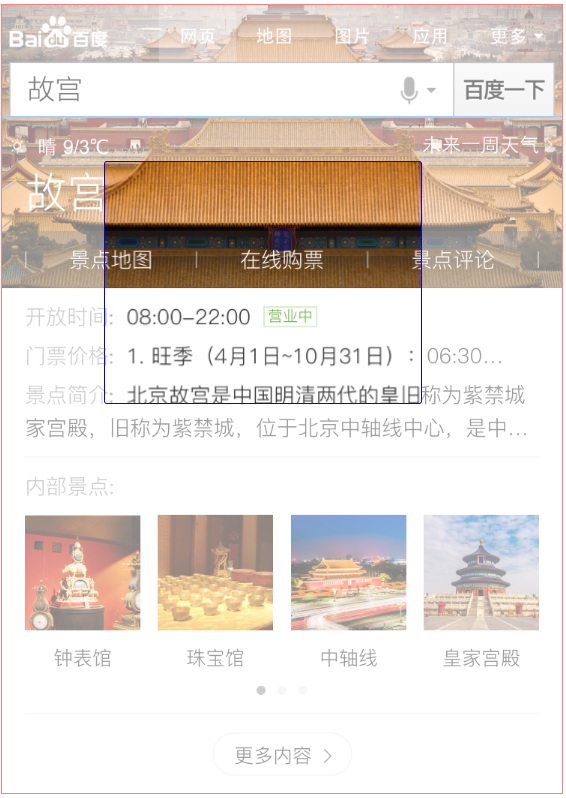 Bai du 百度 网页 地图 图片 应用 更多
故宫 百度一下
晴 9/3℃ 未来一周天气 >
故宫
| 景点地图 | 在线购票 | 景点评论 |
开放时间: 08:00-22:00 营业中
门票价格: 1. 旺季（4月1日~10月31日）：06:30...
景点简介: 北京故宫是中国明清两代的皇旧称为紫禁城
家宫殿，旧称为紫禁城，位于北京中轴线中心，是中...
内部景点:
钟表馆 珠宝馆 中轴线 皇家宫殿
更多内容 >